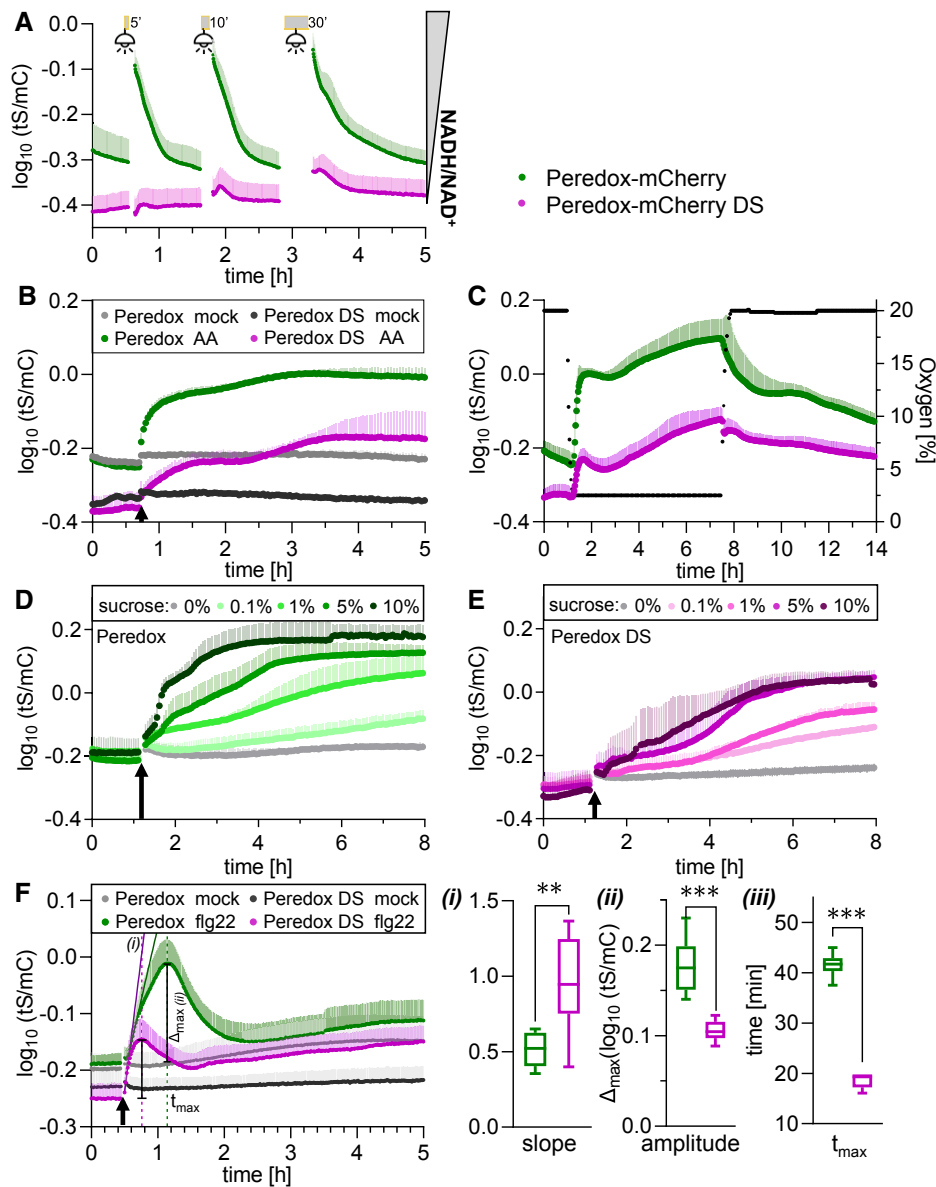 A
5' 10' 30'
0.0
-0.1
-0.2
-0.3
-0.4
log10 (tS/mC)
0 1 2 3 4 5
time [h]
NADH/NAD+
Peredox-mCherry
Peredox-mCherry DS
B
Peredox mock Peredox DS mock
Peredox AA Peredox DS AA
0.2
0.0
-0.2
-0.4
log10 (tS/mC)
0 1 2 3 4 5
time [h]
C
0.2
0.0
-0.2
-0.4
log10 (tS/mC)
20
15
10
5
0
Oxygen [%]
0 2 4 6 8 10 12 14
time [h]
D
sucrose: 0% 0.1% 1% 5% 10%
Peredox
0.2
0.0
-0.2
-0.4
log10 (tS/mC)
0 2 4 6 8
time [h]
E
sucrose: 0% 0.1% 1% 5% 10%
Peredox DS
0.2
0.0
-0.2
-0.4
log10 (tS/mC)
0 2 4 6 8
time [h]
F
Peredox mock Peredox DS mock
Peredox flg22 Peredox DS flg22
0.1
0.0
-0.1
-0.2
-0.3
log10 (tS/mC)
(i)
Δmax (ii)
tmax
0 1 2 3 4 5
time [h]
(i)
**
1.5
1.0
0.5
0.0
slope
(ii)
***
0.2
0.1
0.0
Δmax(log10 (tS/mC)
amplitude
(iii)
***
50
40
30
20
10
time [min]
tmax